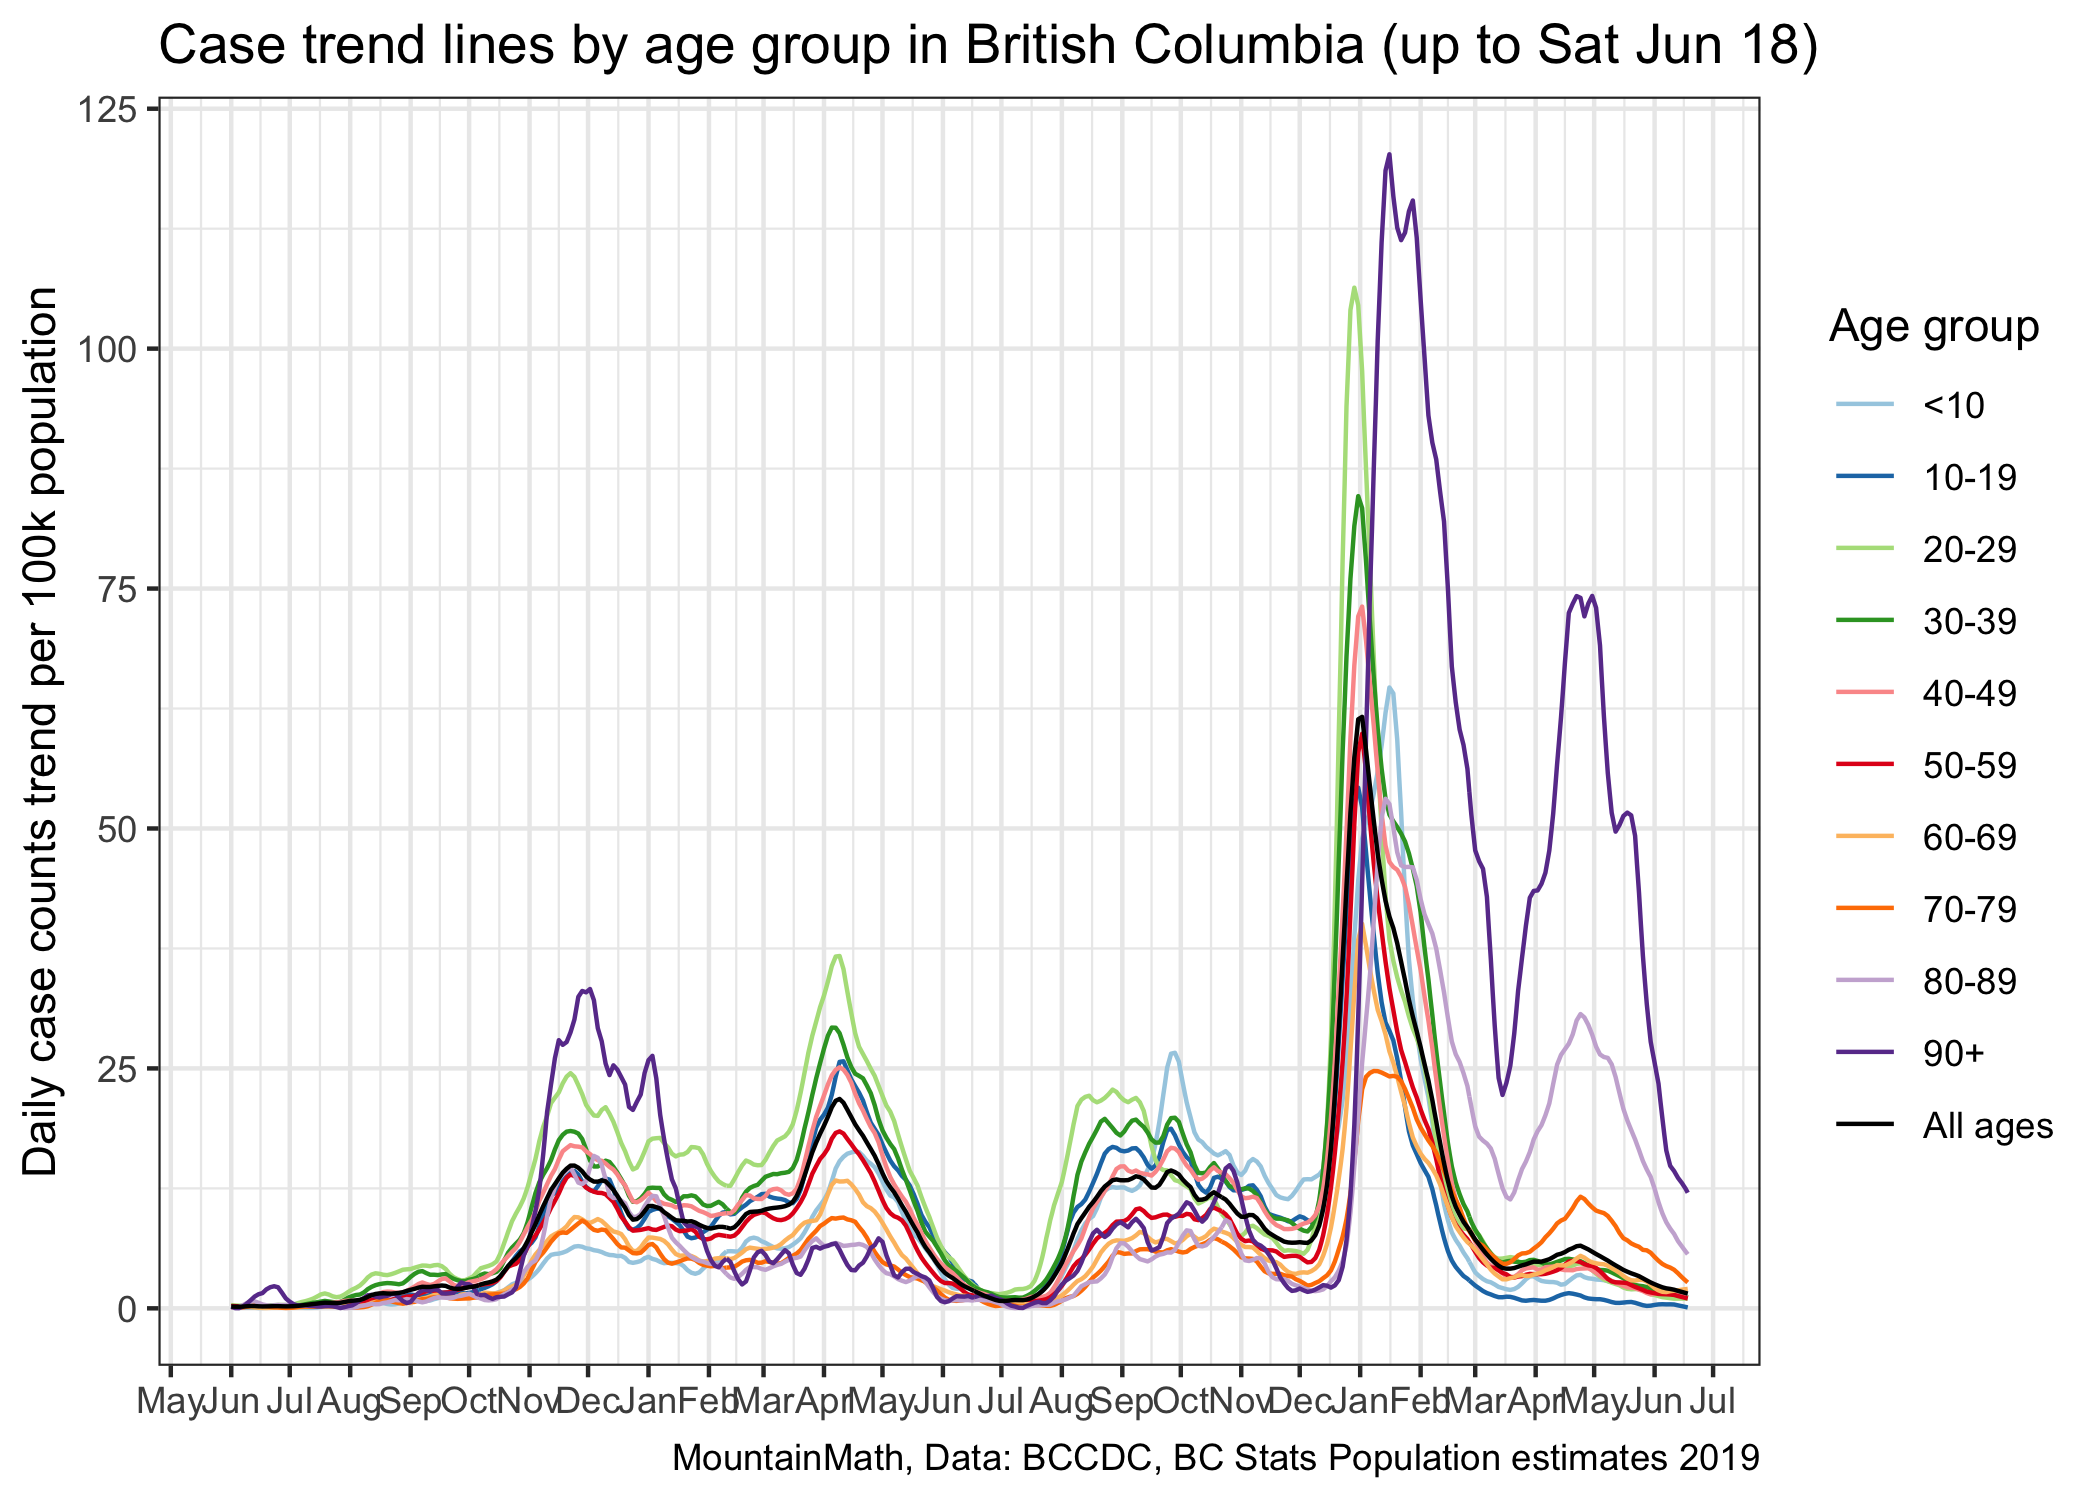 Case trend lines by age group in British Columbia (up to Sat Jun 18)
125
100
75
50
25
0
Daily case counts trend per 100k population
May Jun Jul Aug Sep Oct Nov Dec Jan Feb Mar Apr May Jun Jul Aug Sep Oct Nov Dec Jan Feb Mar Apr May Jun Jul
Age group
<10
10-19
20-29
30-39
40-49
50-59
60-69
70-79
80-89
90+
All ages
MountainMath, Data: BCCDC, BC Stats Population estimates 2019